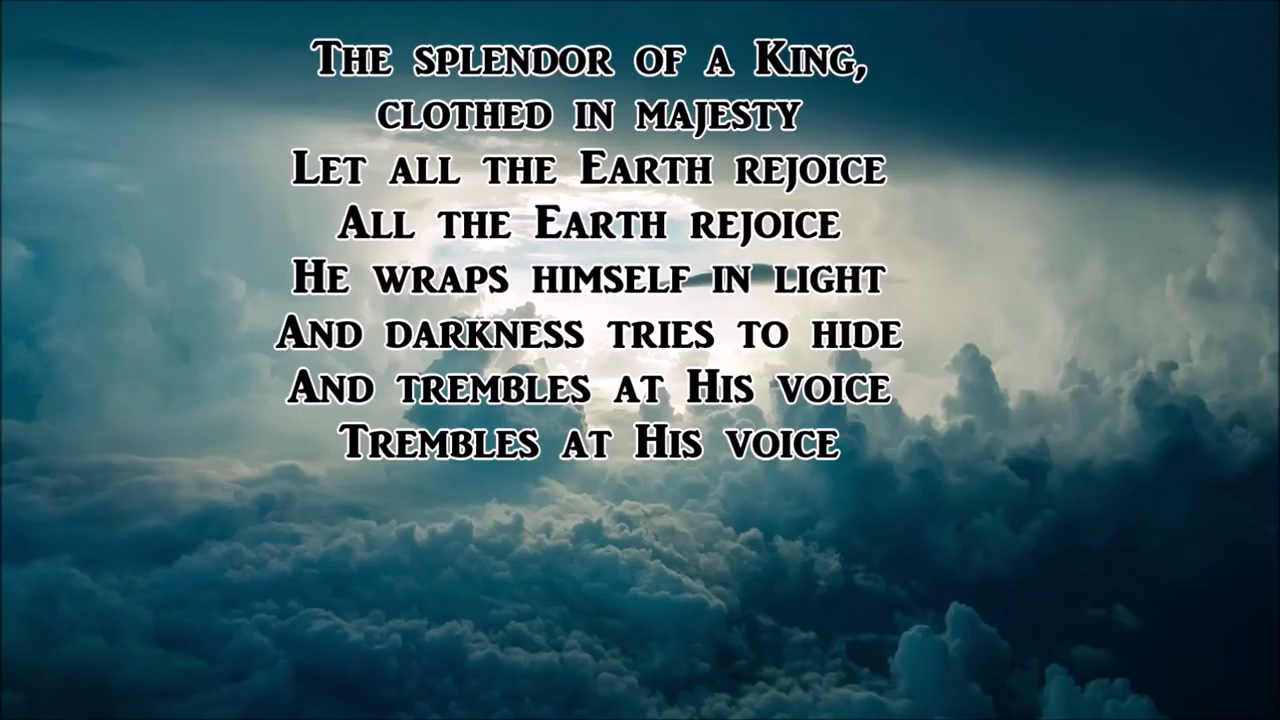 The splendor of a King,
clothed in majesty
Let all the Earth rejoice
All the Earth rejoice
He wraps himself in light
And darkness tries to hide
And trembles at His voice
Trembles at His voice